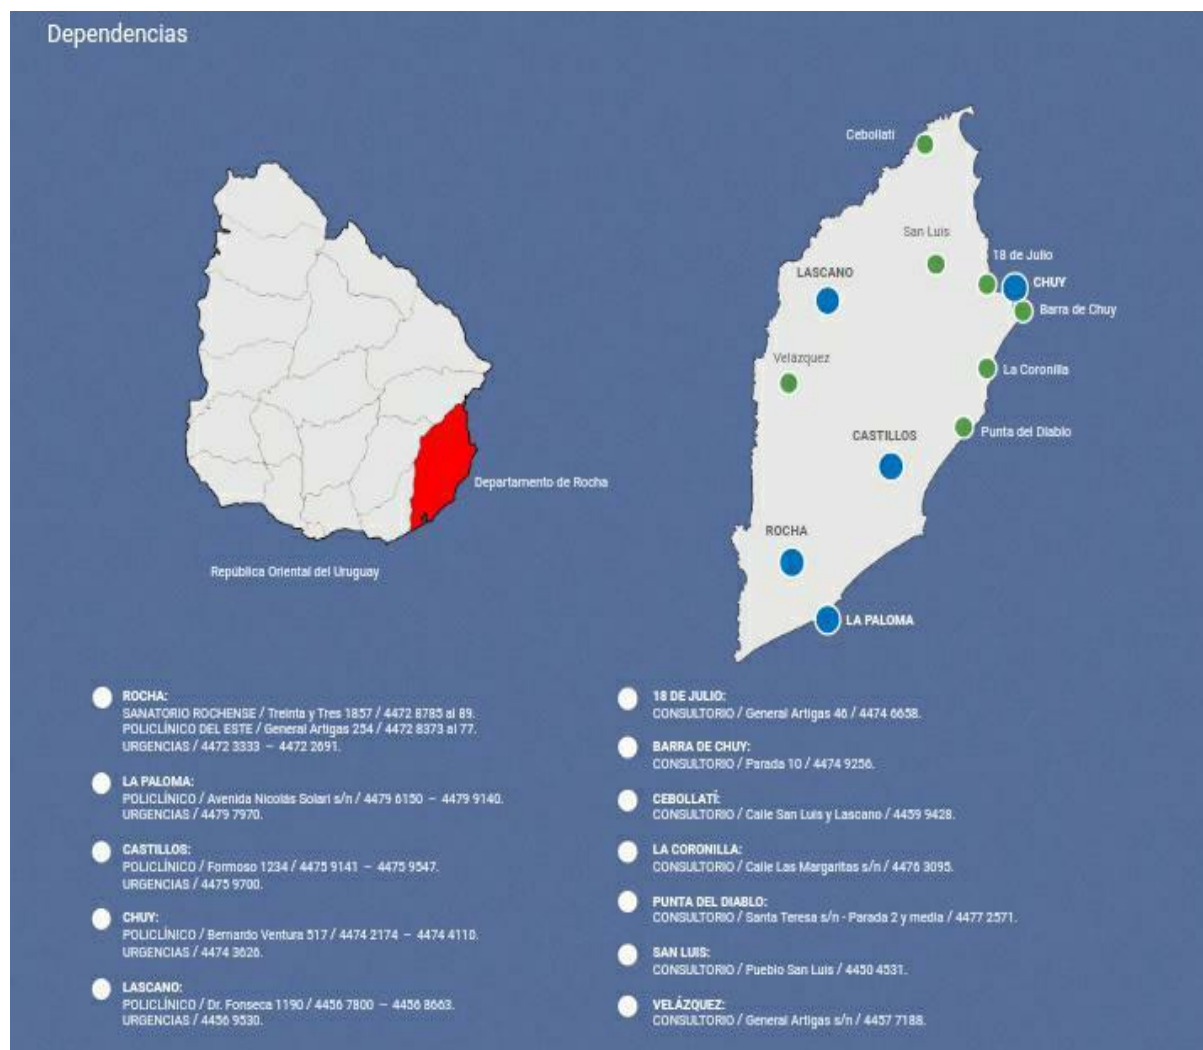 Dependencias
Cebollatí
San Luis
18 de Julio
LASCANO
CHUY
Barra de Chuy
Velázquez
La Coronilla
CASTILLOS
Punta del Diablo
Departamento de Rocha
ROCHA
República Oriental del Uruguay
LA PALOMA
ROCHA:
SANATORIO ROCHENSE / Treinta y Tres 1857 / 4472 8785 al 89.
POLICLÍNICO DEL ESTE / General Artigas 254 / 4472 8373 al 77.
URGENCIAS / 4472 3333 – 4472 2691.
LA PALOMA:
POLICLÍNICO / Avenida Nicolás Solari s/n / 4479 6150 – 4479 9140.
URGENCIAS / 4479 7970.
CASTILLOS:
POLICLÍNICO / Formoso 1234 / 4475 9141 – 4475 9547.
URGENCIAS / 4475 9700.
CHUY:
POLICLÍNICO / Bernardo Ventura 517 / 4474 2174 – 4474 4110.
URGENCIAS / 4474 3626.
LASCANO:
POLICLÍNICO / Dr. Fonseca 1190 / 4456 7800 – 4456 8663.
URGENCIAS / 4456 9530.
18 DE JULIO:
CONSULTORIO / General Artigas 46 / 4474 6658.
BARRA DE CHUY:
CONSULTORIO / Parada 10 / 4474 9256.
CEBOLLATÍ:
CONSULTORIO / Calle San Luis y Lascano / 4459 9428.
LA CORONILLA:
CONSULTORIO / Calle Las Margaritas s/n / 4476 3095.
PUNTA DEL DIABLO:
CONSULTORIO / Santa Teresa s/n - Parada 2 y media / 4477 2571.
SAN LUIS:
CONSULTORIO / Pueblo San Luis / 4450 4531.
VELÁZQUEZ:
CONSULTORIO / General Artigas s/n / 4457 7188.